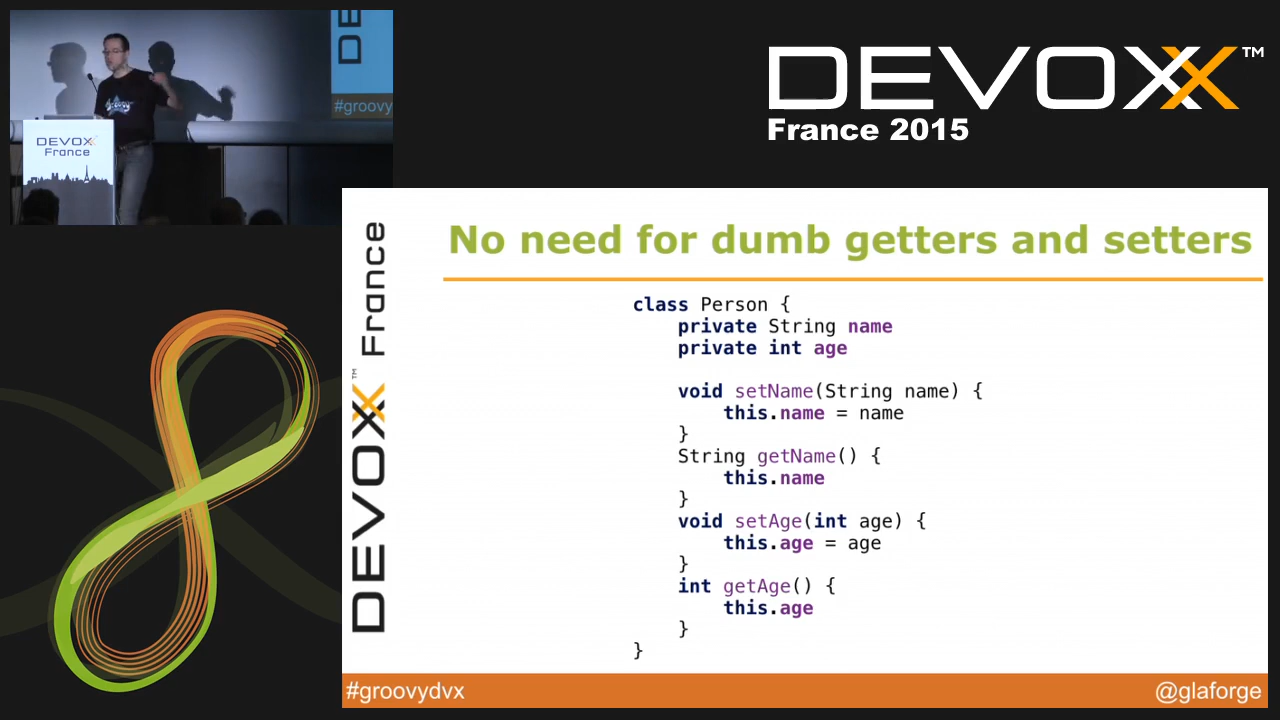 DE
#groovy
DEVOXX
France
DEVOXX™
France 2015
DEVOXX™ France
No need for dumb getters and setters
class Person {
    private String name
    private int age

    void setName(String name) {
        this.name = name
    }
    String getName() {
        this.name
    }
    void setAge(int age) {
        this.age = age
    }
    int getAge() {
        this.age
    }
}
#groovydvx
@glaforge